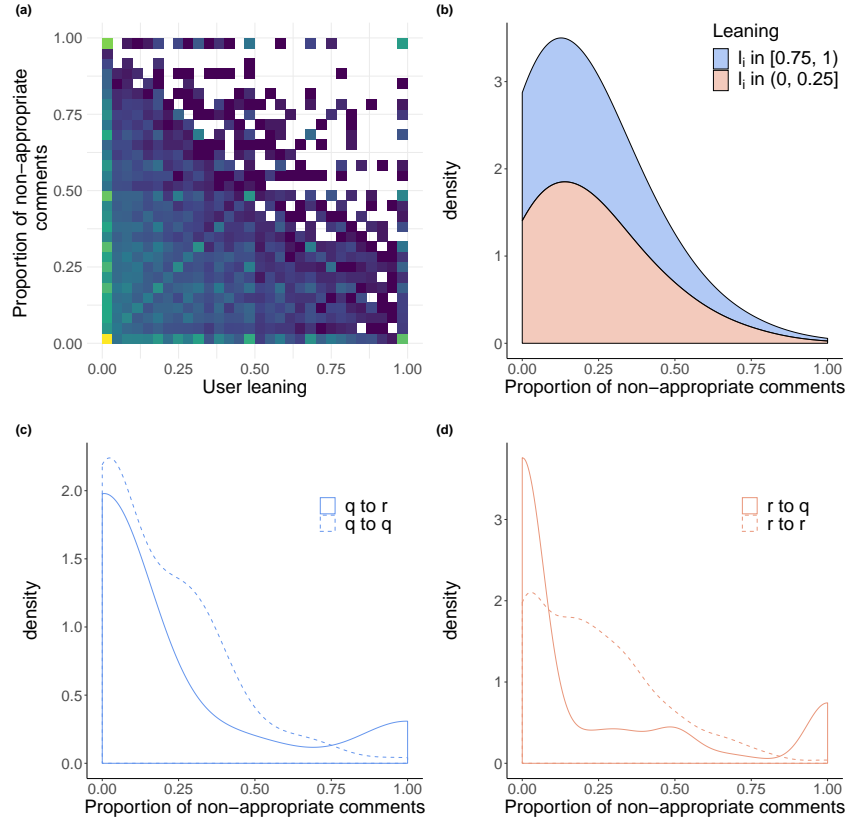 (a)
1.00
0.75
0.50
0.25
0.00
Proportion of non−appropriate
comments
0.00 0.25 0.50 0.75 1.00
User leaning
(b)
Leaning
l_i in [0.75, 1)
l_i in (0, 0.25]
3
2
1
0
density
0.00 0.25 0.50 0.75 1.00
Proportion of non−appropriate comments
(c)
q to r
q to q
2.0
1.5
1.0
0.5
0.0
density
0.00 0.25 0.50 0.75 1.00
Proportion of non−appropriate comments
(d)
r to q
r to r
3
2
1
0
density
0.00 0.25 0.50 0.75 1.00
Proportion of non−appropriate comments